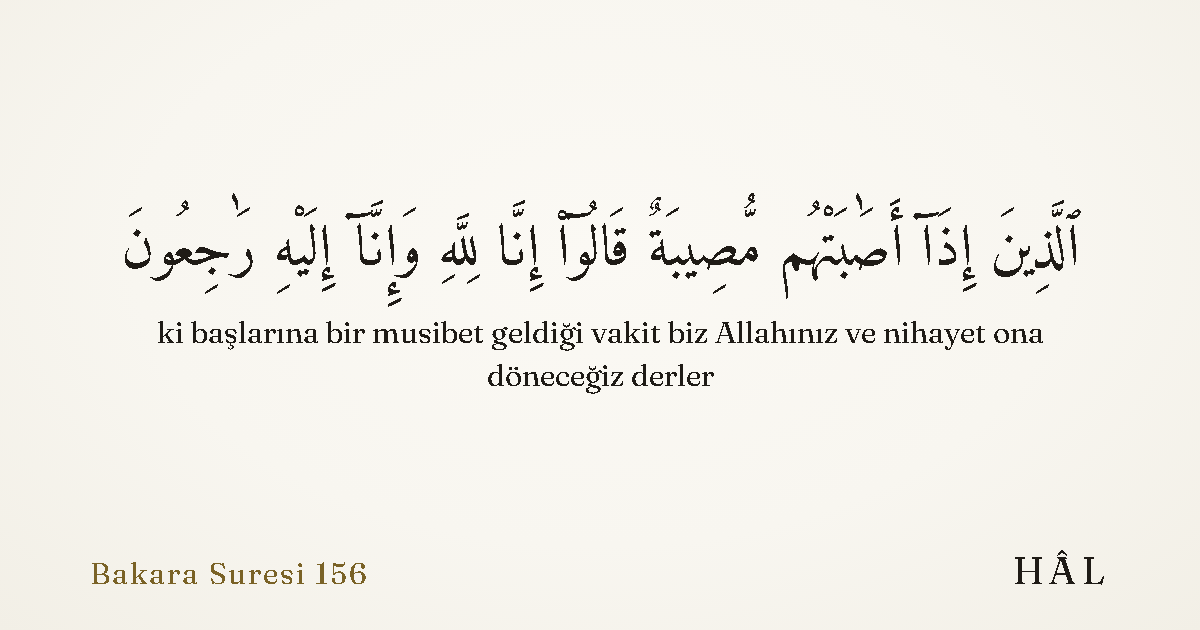 ٱلَّذِينَ إِذَآ أَصَٰبَتْهُم مُّصِيبَةٌ قَالُوٓا۟ إِنَّا لِلَّهِ وَإِنَّآ إِلَيْهِ رَٰجِعُونَ
ki başlarına bir musibet geldiği vakit biz Allahınız ve nihayet ona
döneceğiz derler
Bakara Suresi 156
HÂL